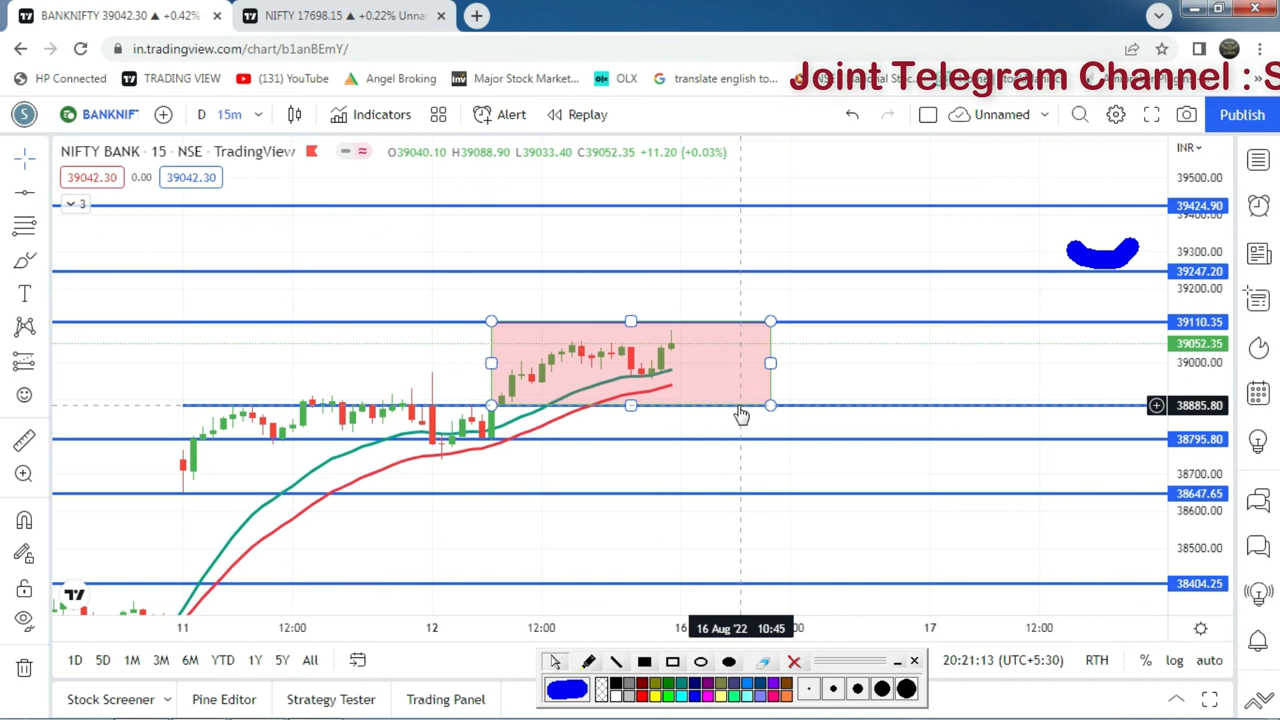 BANKNIFTY 39042.30 ▲ +0.42%
NIFTY 17698.15 ▲ +0.22%
in.tradingview.com/chart/b1anBEmY/
HP Connected TRADING VIEW (131) YouTube Angel Broking Major Stock Market... OLX translate english to...
Joint Telegram Channel : S
S BANKNIF D 15m Indicators Alert Replay Unnamed Publish
NIFTY BANK · 15 · NSE · TradingView O39040.10 H39088.90 L39033.40 C39052.35 +11.20 (+0.03%) INR
39042.30 0.00 39042.30
3
39500.00
39424.90
39400.00
39300.00
39247.20
39200.00
39110.35
39052.35
39000.00
38885.80
38795.80
38700.00
38647.65
38600.00
38500.00
38404.25
11 12:00 12 12:00 16 16 Aug '22 10:45 17 12:00
1D 5D 1M 3M 6M YTD 1Y 5Y All 20:21:13 (UTC+5:30) RTH % log auto
Stock Screener Editor Strategy Tester Trading Panel